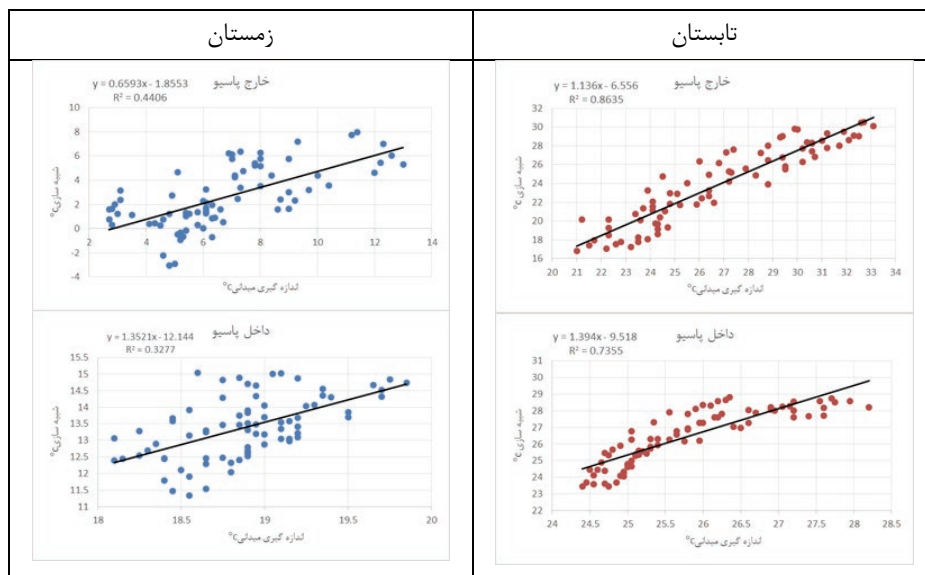 تابستان
زمستان
خارج پاسیو
y = 1.136x - 6.556
R² = 0.8635
شبیه سازی °c
32
30
28
26
24
22
20
18
16
20 21 22 23 24 25 26 27 28 29 30 31 32 33 34
اندازه گیری میدانی°c
خارج پاسیو
y = 0.6593x - 1.8553
R² = 0.4406
شبیه سازی °c
10
8
6
4
2
0
-2
-4
2 4 6 8 10 12 14
اندازه گیری میدانی°c
داخل پاسیو
y = 1.394x - 9.518
R² = 0.7355
شبیه سازی °c
31
30
29
28
27
26
25
24
23
22
24 24.5 25 25.5 26 26.5 27 27.5 28 28.5
اندازه گیری میدانی°c
داخل پاسیو
y = 1.3521x - 12.144
R² = 0.3277
شبیه سازی°c
15.5
15
14.5
14
13.5
13
12.5
12
11.5
11
18 18.5 19 19.5 20
اندازه گیری میدانی°c